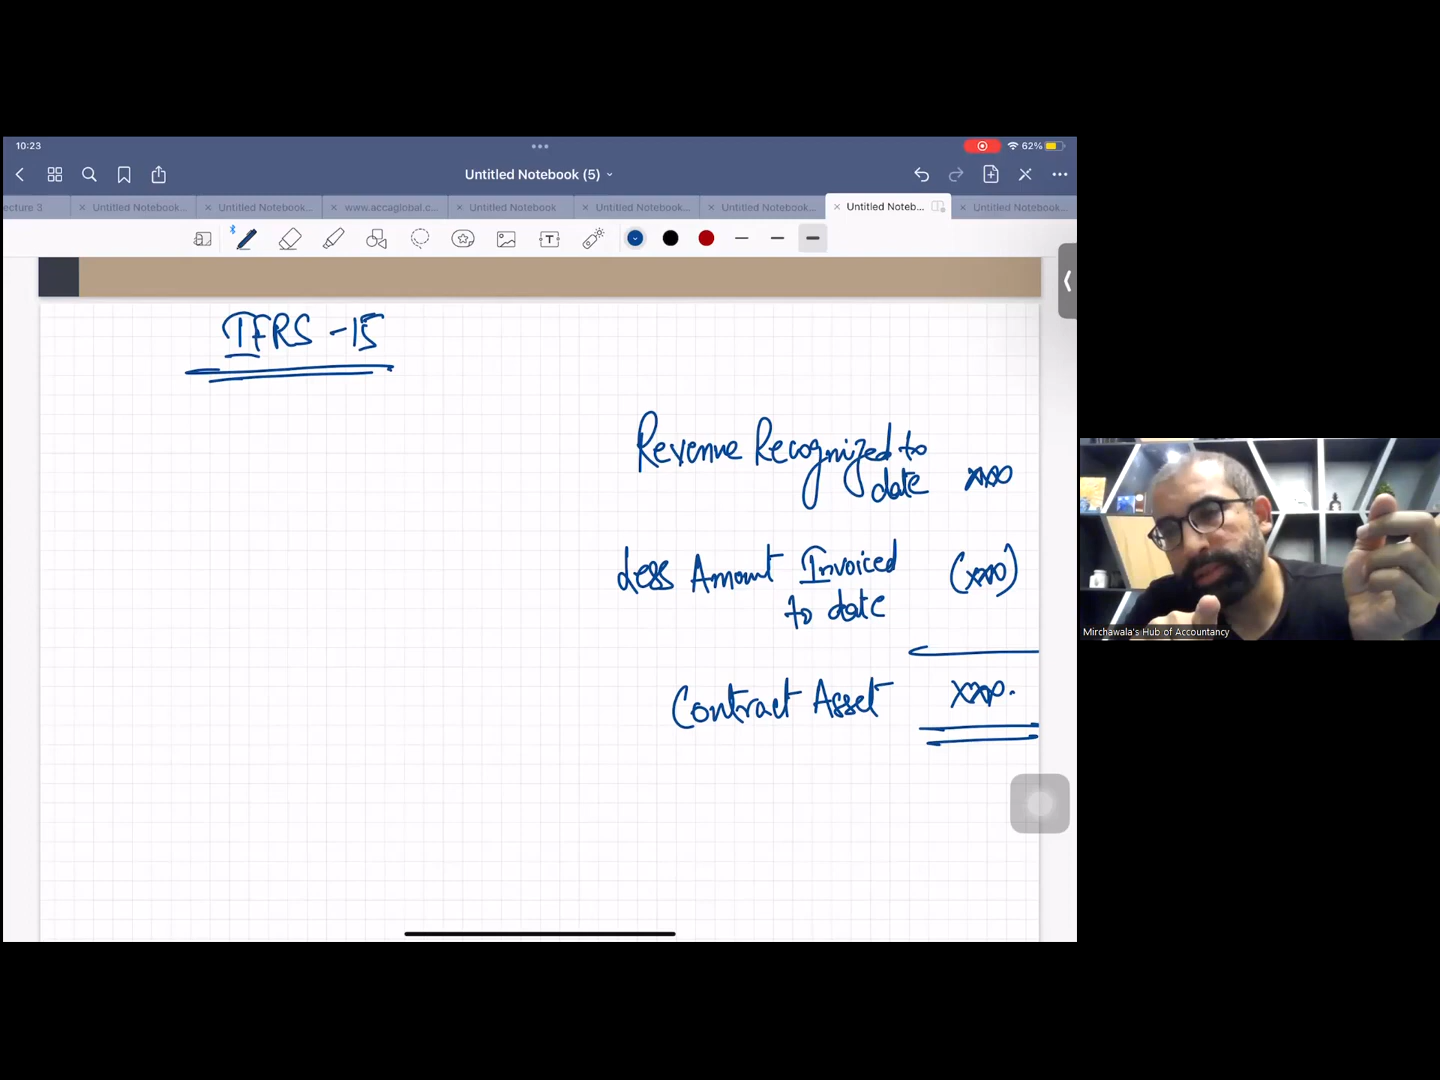 10:23
62%
Untitled Notebook (5)
ecture 3
Untitled Notebook...
Untitled Notebook...
www.accaglobal.c...
Untitled Notebook
Untitled Notebook...
Untitled Notebook...
Untitled Noteb...
Untitled Notebook...
IFRS -15
Revenue Recognized to
date xxx
Less Amount Invoiced (xxx)
to date
Contract Asset xxx.
Mirchawala's Hub of Accountancy